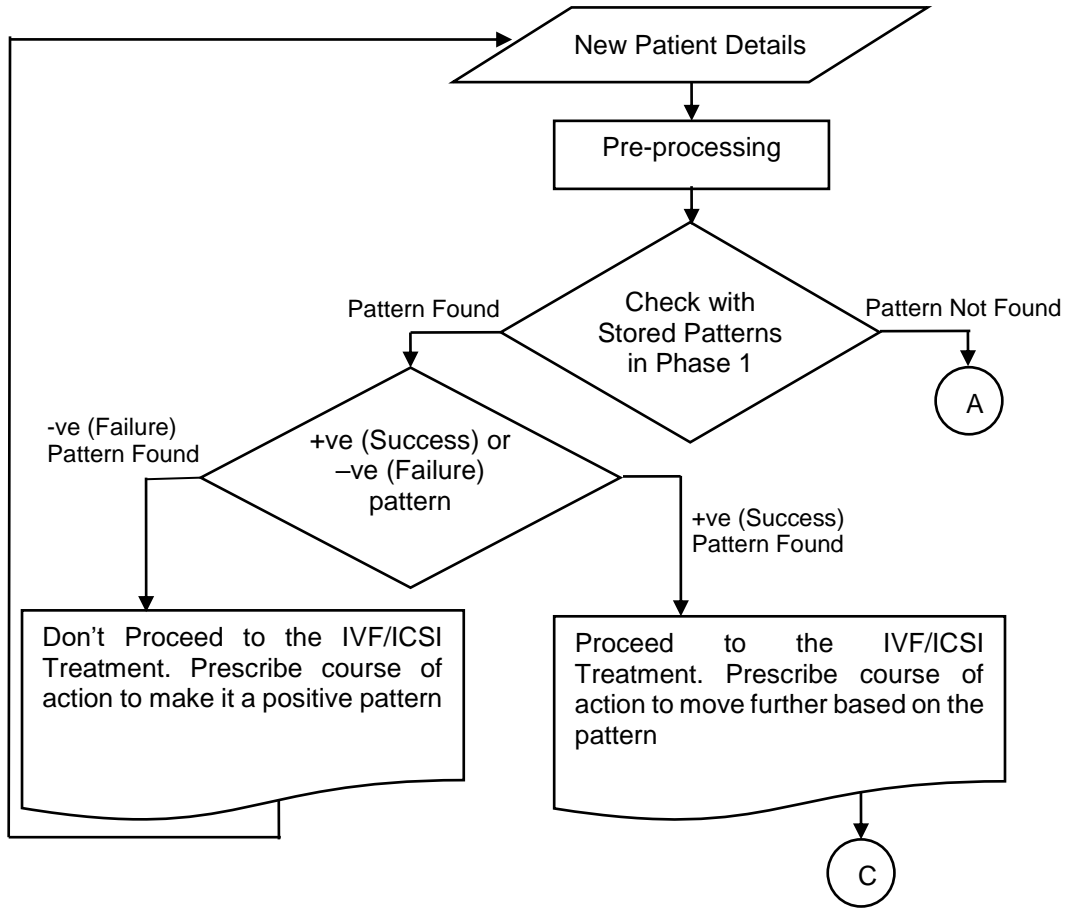 New Patient Details
Pre-processing
Check with
Stored Patterns
in Phase 1
Pattern Found
Pattern Not Found
A
+ve (Success) or
–ve (Failure)
pattern
-ve (Failure)
Pattern Found
+ve (Success)
Pattern Found
Don’t Proceed to the IVF/ICSI
Treatment. Prescribe course of
action to make it a positive pattern
Proceed to the IVF/ICSI
Treatment. Prescribe course of
action to move further based on the
pattern
C